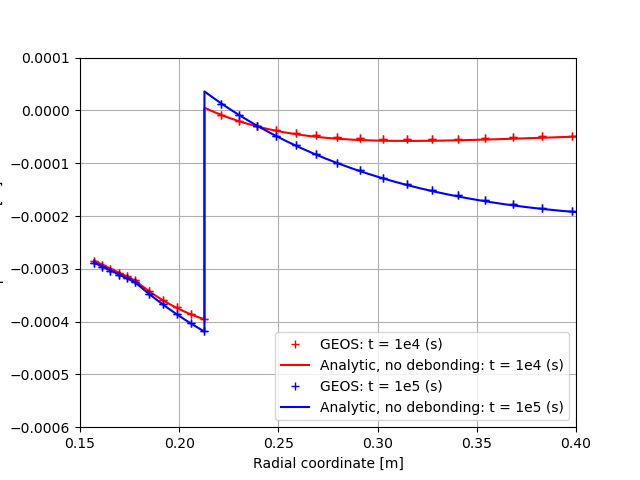 0.0001
0.0000
−0.0001
−0.0002
−0.0003
−0.0004
−0.0005
−0.0006
0.15
0.20
0.25
0.30
0.35
0.40
Radial coordinate [m]
GEOS: t = 1e4 (s)
Analytic, no debonding: t = 1e4 (s)
GEOS: t = 1e5 (s)
Analytic, no debonding: t = 1e5 (s)